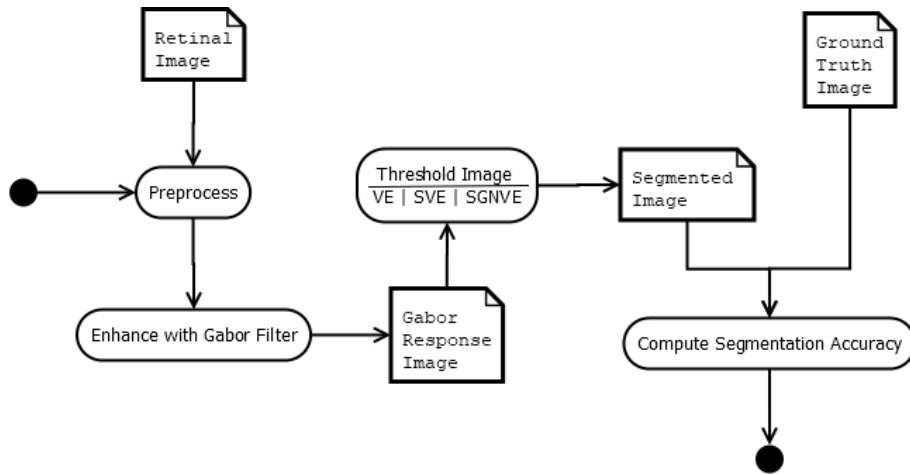 Retinal
Image
Ground
Truth
Image
Preprocess
Threshold Image
VE | SVE | SGNVE
Segmented
Image
Enhance with Gabor Filter
Gabor
Response
Image
Compute Segmentation Accuracy